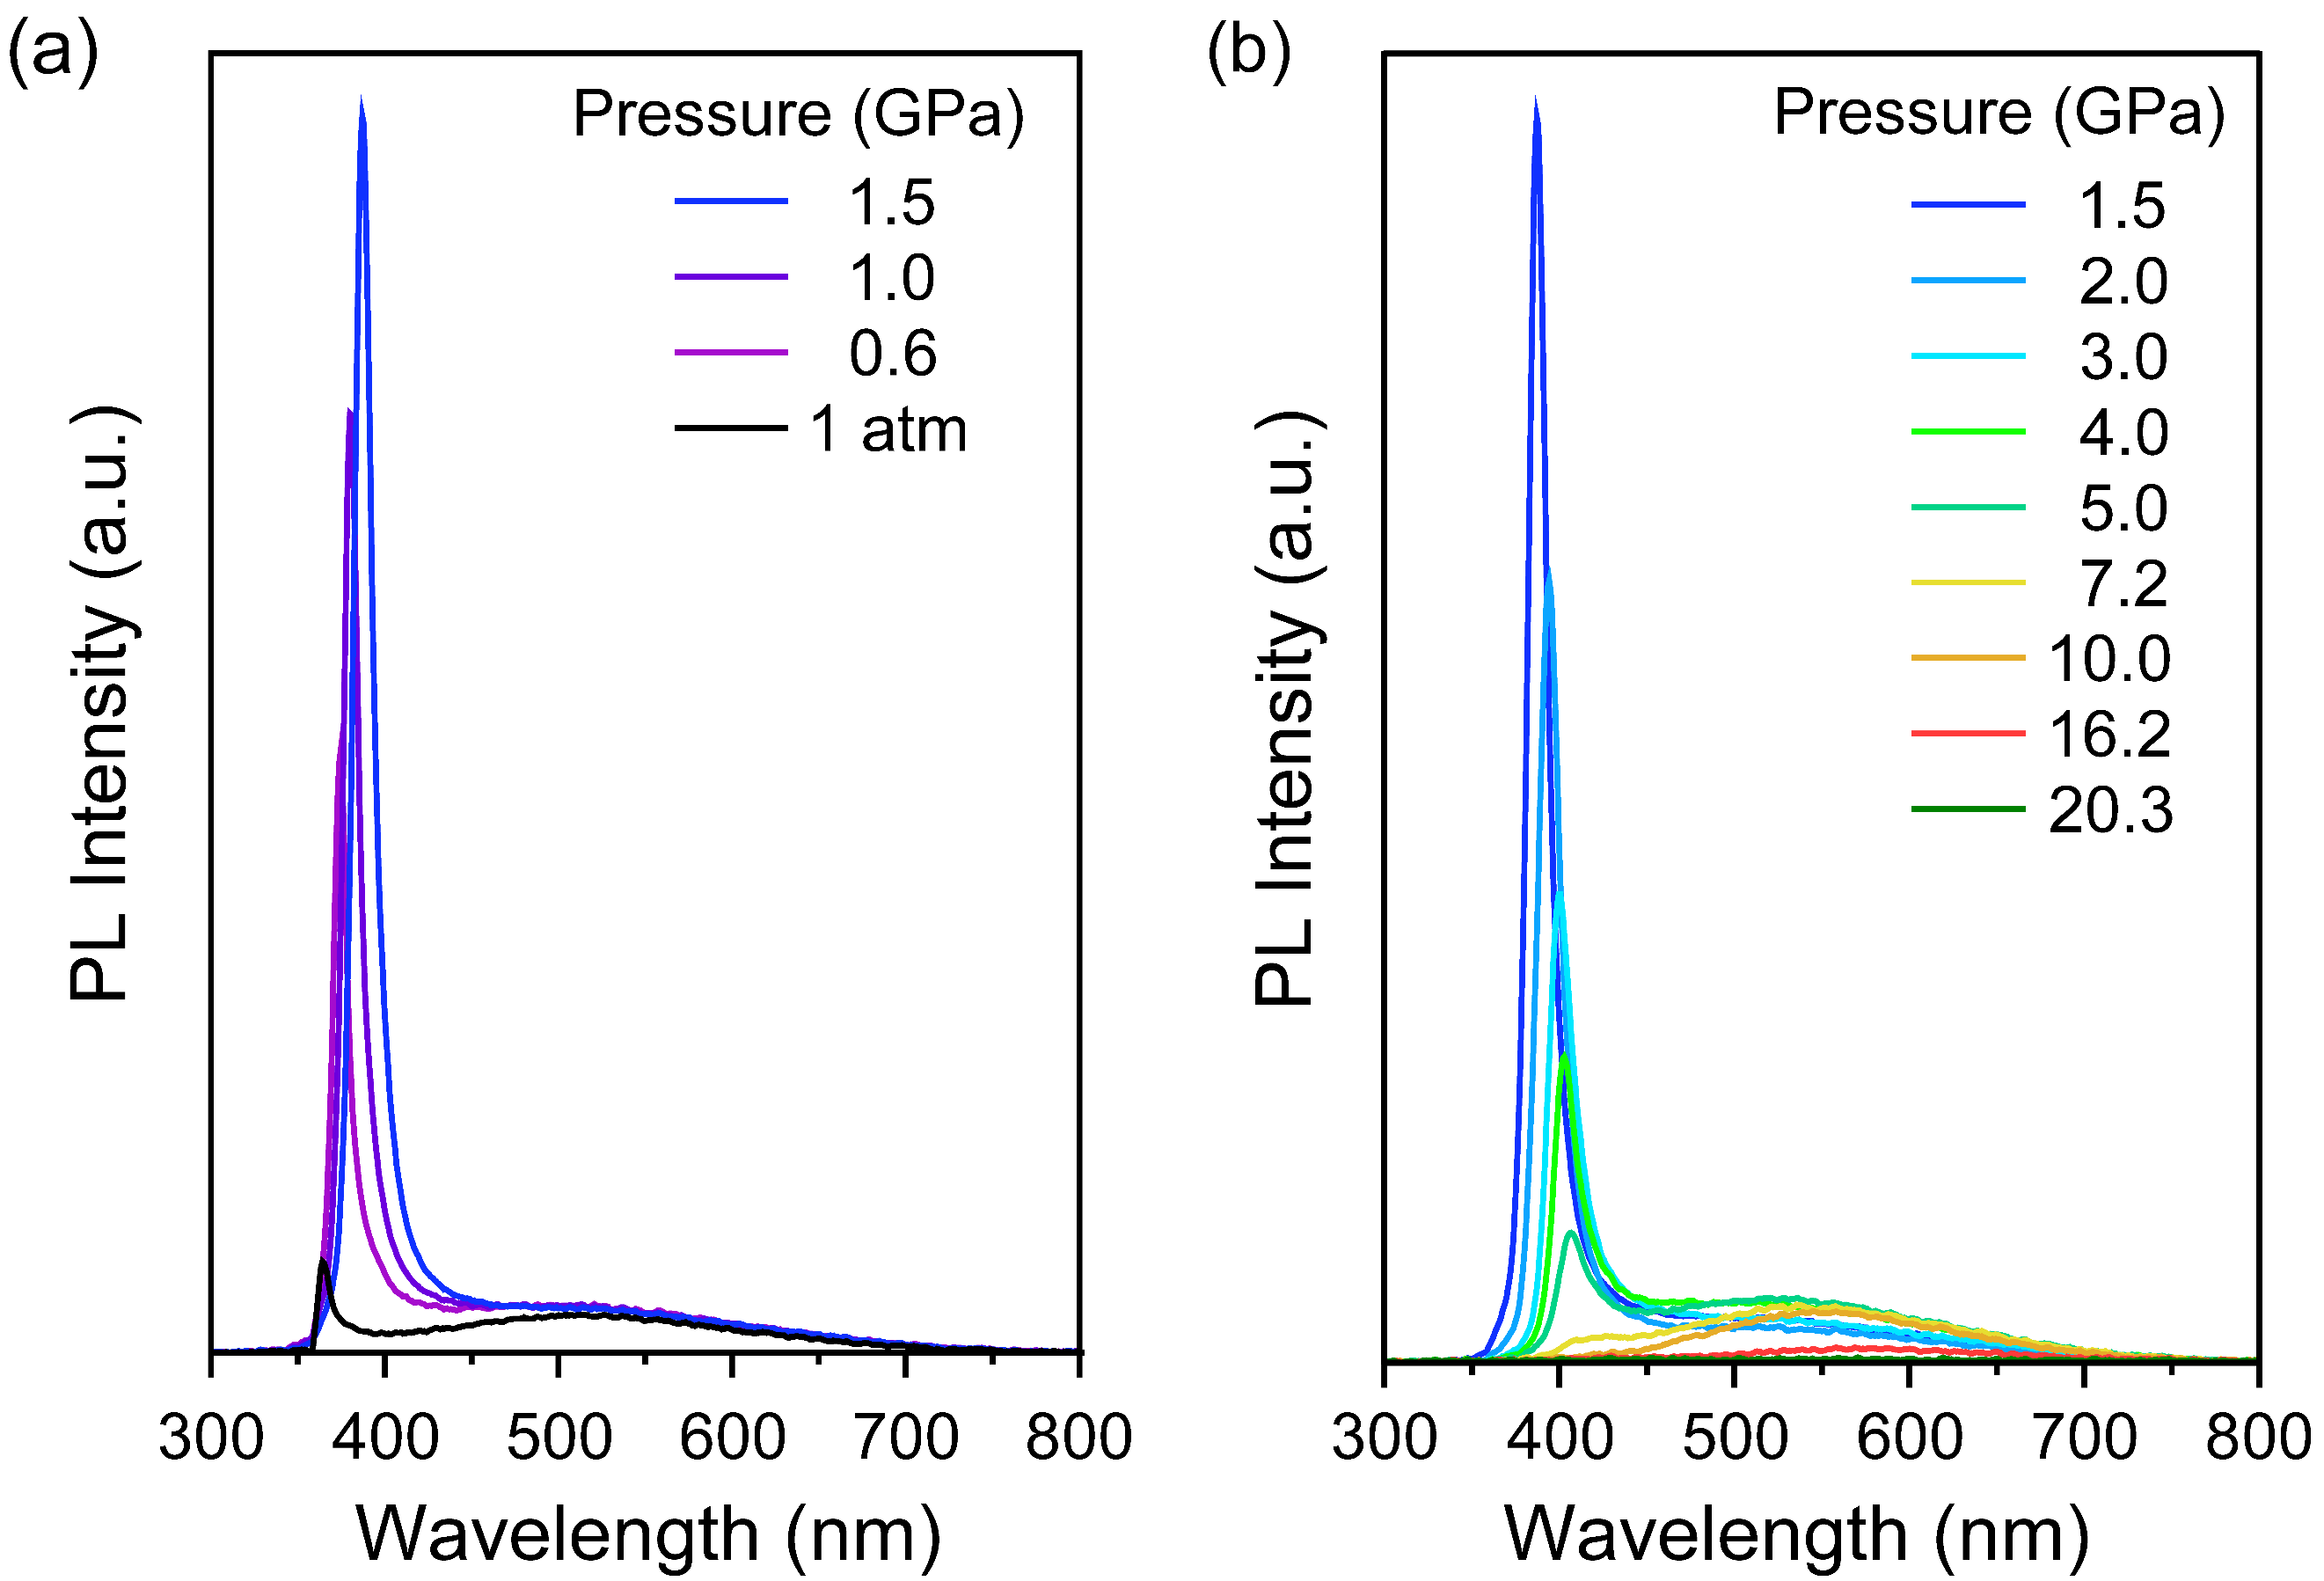 (a)
Pressure (GPa)
1.5
1.0
0.6
1 atm
PL Intensity (a.u.)
300 400 500 600 700 800
Wavelength (nm)
(b)
Pressure (GPa)
1.5
2.0
3.0
4.0
5.0
7.2
10.0
16.2
20.3
PL Intensity (a.u.)
300 400 500 600 700 800
Wavelength (nm)